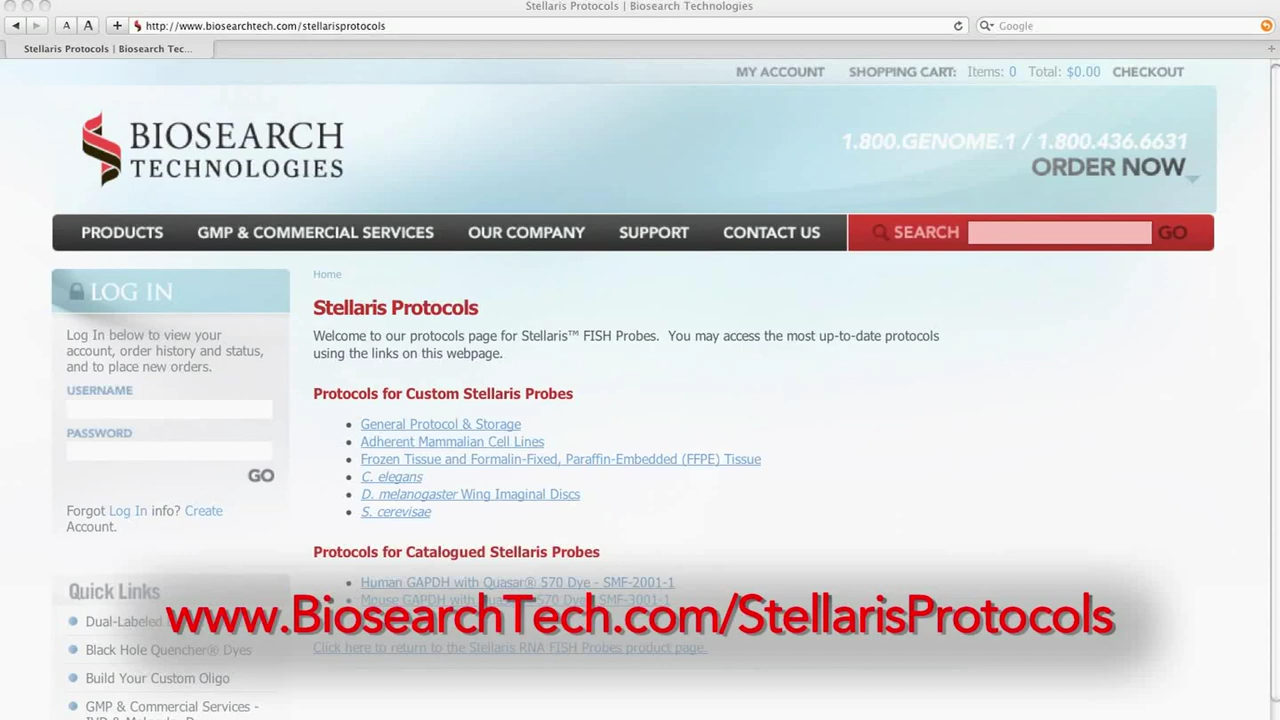 Stellaris Protocols | Biosearch Technologies
A A + http://www.biosearchtech.com/stellarisprotocols Google
Stellaris Protocols | Biosearch Tec...
MY ACCOUNT SHOPPING CART: Items: 0 Total: $0.00 CHECKOUT
BIOSEARCH
TECHNOLOGIES
1.800.GENOME.1 / 1.800.436.6631
ORDER NOW
PRODUCTS GMP & COMMERCIAL SERVICES OUR COMPANY SUPPORT CONTACT US SEARCH GO
LOG IN
Log In below to view your
account, order history and status,
and to place new orders.
USERNAME
PASSWORD
GO
Forgot Log In info? Create
Account.
Quick Links
Dual-Labeled
Black Hole Quencher® Dyes
Build Your Custom Oligo
GMP & Commercial Services -
Home
Stellaris Protocols
Welcome to our protocols page for Stellaris™ FISH Probes. You may access the most up-to-date protocols
using the links on this webpage.
Protocols for Custom Stellaris Probes
General Protocol & Storage
Adherent Mammalian Cell Lines
Frozen Tissue and Formalin-Fixed, Paraffin-Embedded (FFPE) Tissue
C. elegans
D. melanogaster Wing Imaginal Discs
S. cerevisae
Protocols for Catalogued Stellaris Probes
Human GAPDH with Quasar® 570 Dye - SMF-2001-1
Mouse GAPDH with Quasar® 570 Dye - SMF-3001-1
www.BiosearchTech.com/StellarisProtocols
Click here to return to the Stellaris RNA FISH Probes product page.